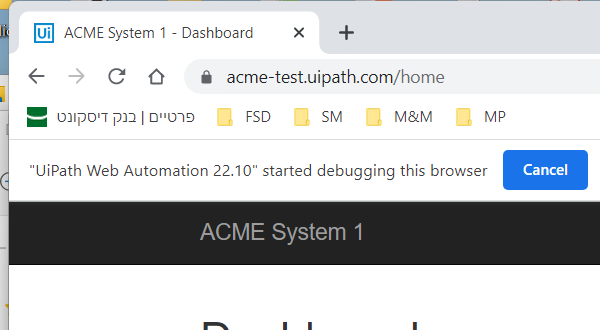 Ui ACME System 1 - Dashboard
acme-test.uipath.com/home
פרטיים | בנק דיסקונט FSD SM M&M MP
"UiPath Web Automation 22.10" started debugging this browser Cancel
ACME System 1